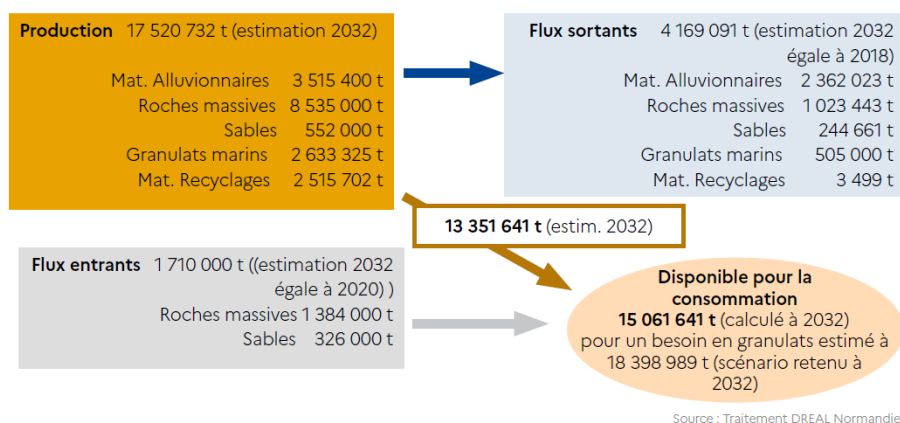 Production 17 520 732 t (estimation 2032)
Mat. Alluvionnaires 3 515 400 t
Roches massives 8 535 000 t
Sables 552 000 t
Granulats marins 2 633 325 t
Mat. Recyclages 2 515 702 t
Flux sortants 4 169 091 t (estimation 2032
égale à 2018)
Mat. Alluvionnaires 2 362 023 t
Roches massives 1 023 443 t
Sables 244 661 t
Granulats marins 505 000 t
Mat. Recyclages 3 499 t
13 351 641 t (estim. 2032)
Flux entrants 1 710 000 t ((estimation 2032
égale à 2020) )
Roches massives 1 384 000 t
Sables 326 000 t
Disponible pour la
consommation
15 061 641 t (calculé à 2032)
pour un besoin en granulats estimé à
18 398 989 t (scénario retenu à
2032)
Source : Traitement DREAL Normandie